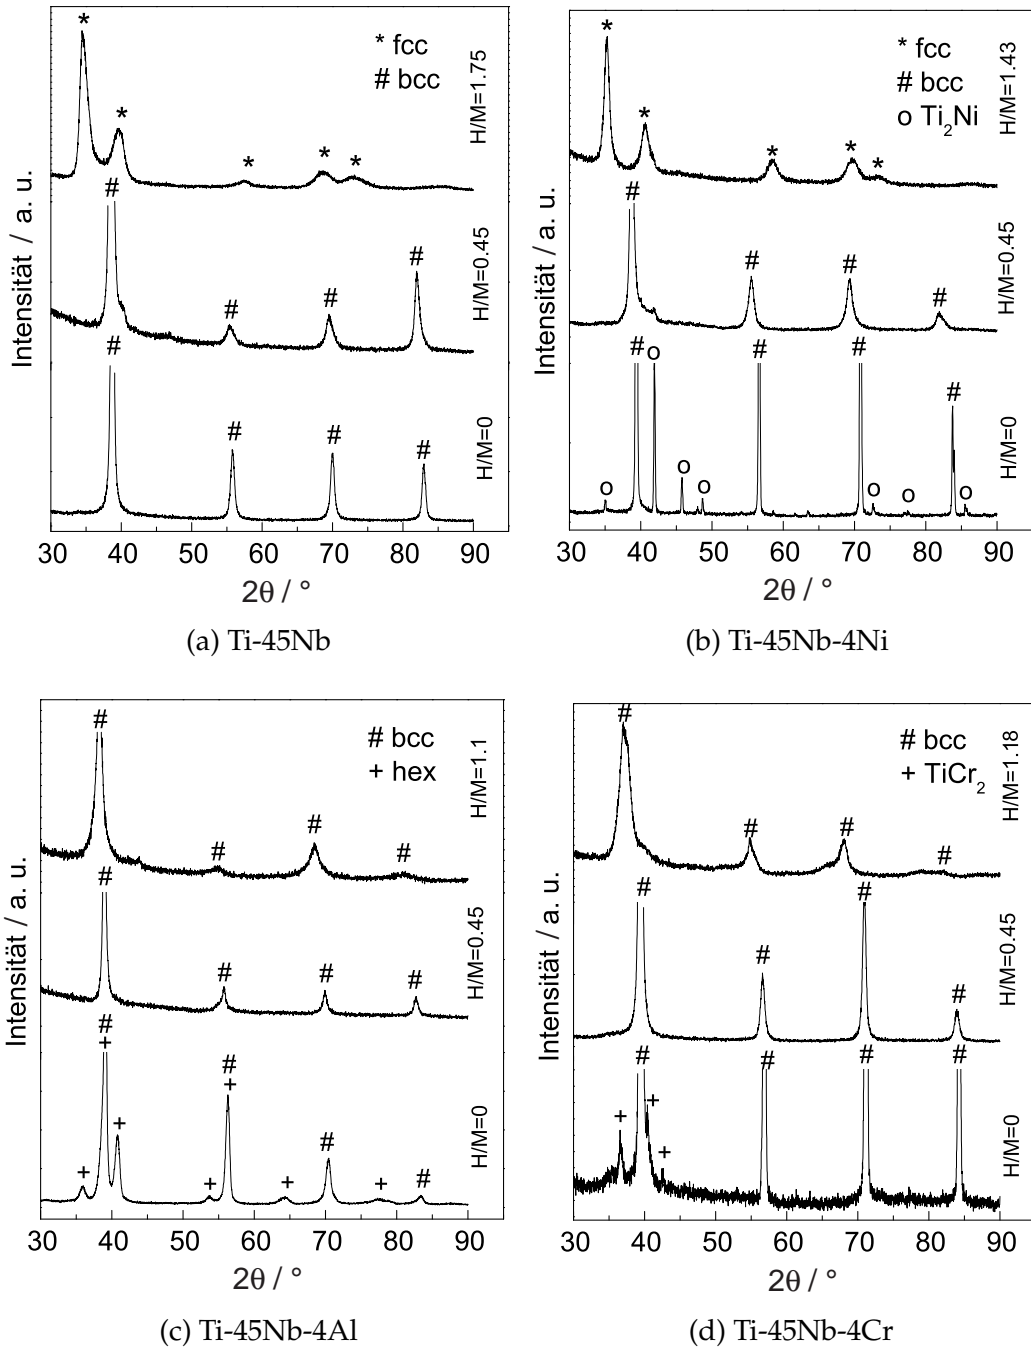 * fcc
# bcc
H/M=1.75
H/M=0.45
H/M=0
Intensität / a. u.
* * * * *
# # # #
# # # #
30 40 50 60 70 80 90
2θ / °
(a) Ti-45Nb
* fcc
# bcc
o Ti₂Ni
H/M=1.43
H/M=0.45
H/M=0
Intensität / a. u.
* * * * *
# # # #
o # o o o # # o o # o
30 40 50 60 70 80 90
2θ / °
(b) Ti-45Nb-4Ni
# bcc
+ hex
H/M=1.1
H/M=0.45
H/M=0
Intensität / a. u.
# # # #
# # # #
+ # + + + # + + # + #
30 40 50 60 70 80 90
2θ / °
(c) Ti-45Nb-4Al
# bcc
+ TiCr₂
H/M=1.18
H/M=0.45
H/M=0
Intensität / a. u.
# # # #
# # # #
+ # + + # # #
30 40 50 60 70 80 90
2θ / °
(d) Ti-45Nb-4Cr